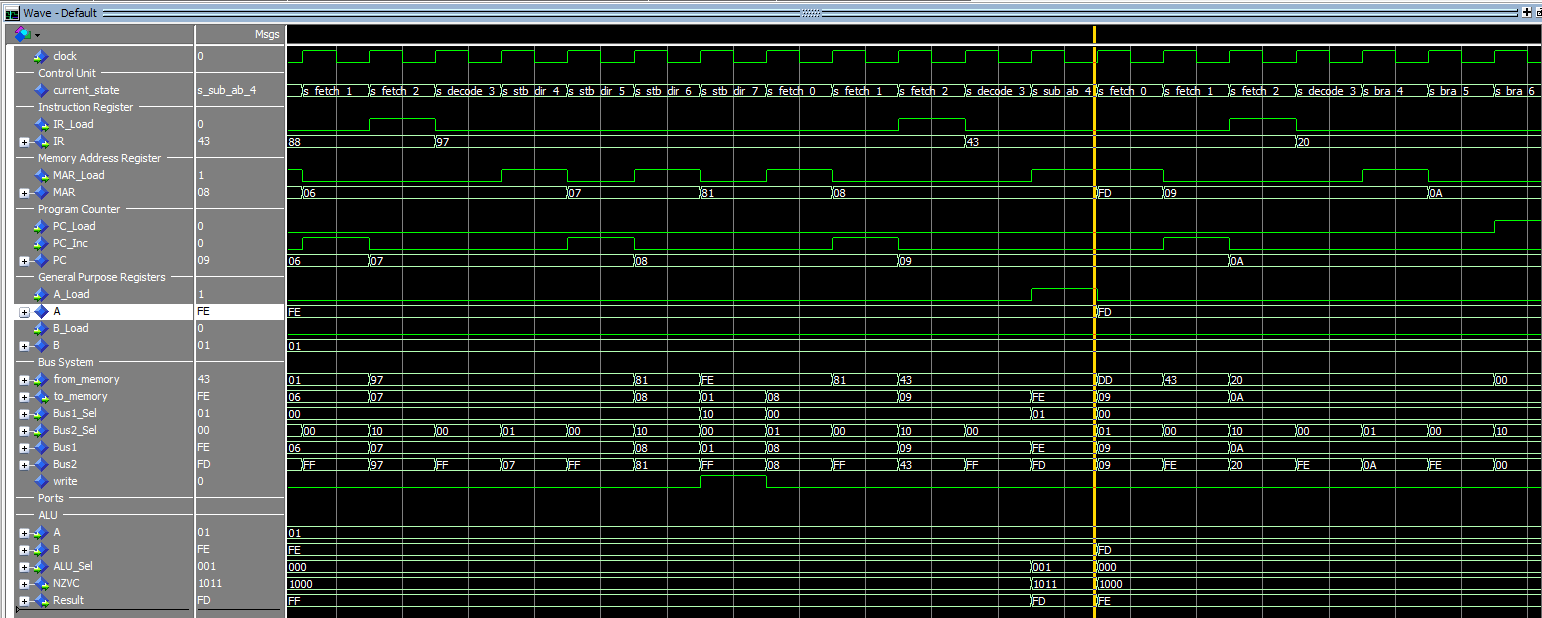 Wave - Default
Msgs
clock 0
Control Unit
current_state s_sub_ab_4 s_fetch_1 s_fetch_2 s_decode_3 s_stb_dir_4 s_stb_dir_5 s_stb_dir_6 s_stb_dir_7 s_fetch_0 s_fetch_1 s_fetch_2 s_decode_3 s_sub_ab_4 s_fetch_0 s_fetch_1 s_fetch_2 s_decode_3 s_bra_4 s_bra_5 s_bra_6
Instruction Register
IR_Load 0
IR 43 88 97 43 20
Memory Address Register
MAR_Load 1
MAR 08 06 07 81 08 FD 09 0A
Program Counter
PC_Load 0
PC_Inc 0
PC 09 06 07 08 09 0A
General Purpose Registers
A_Load 1
A FE FE FD
B_Load 0
B 01 01
Bus System
from_memory 43 01 97 81 FE 81 43 DD 43 20 00
to_memory FE 06 07 08 01 08 09 FE 09 0A
Bus1_Sel 01 00 10 00 01 00
Bus2_Sel 00 00 10 00 01 00 10 00 01 00 10 00 01 00 10 00 01 00 10
Bus1 FE 06 07 08 01 08 09 FE 09 0A
Bus2 FD FF 97 FF 07 FF 81 FF 08 FF 43 FF FD 09 FE 20 FE 0A FE 00
write 0
Ports
ALU
A 01 01
B FE FE FD
ALU_Sel 001 000 001 000
NZVC 1011 1000 1011 1000
Result FD FF FD FE